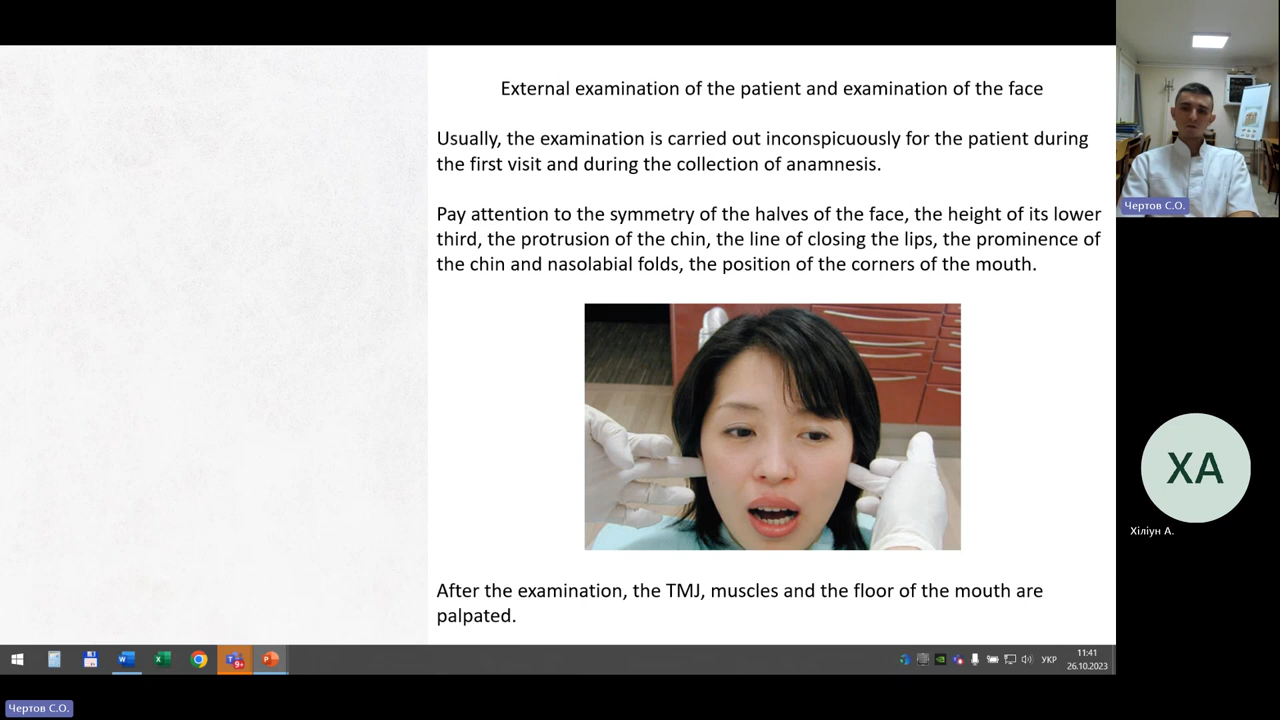 External examination of the patient and examination of the face
Usually, the examination is carried out inconspicuously for the patient during
the first visit and during the collection of anamnesis.
Pay attention to the symmetry of the halves of the face, the height of its lower
third, the protrusion of the chin, the line of closing the lips, the prominence of
the chin and nasolabial folds, the position of the corners of the mouth.
After the examination, the TMJ, muscles and the floor of the mouth are
palpated.
Чертов С.О.
ХА
Хіліун А.
УКР
11:41
26.10.2023
Чертов С.О.